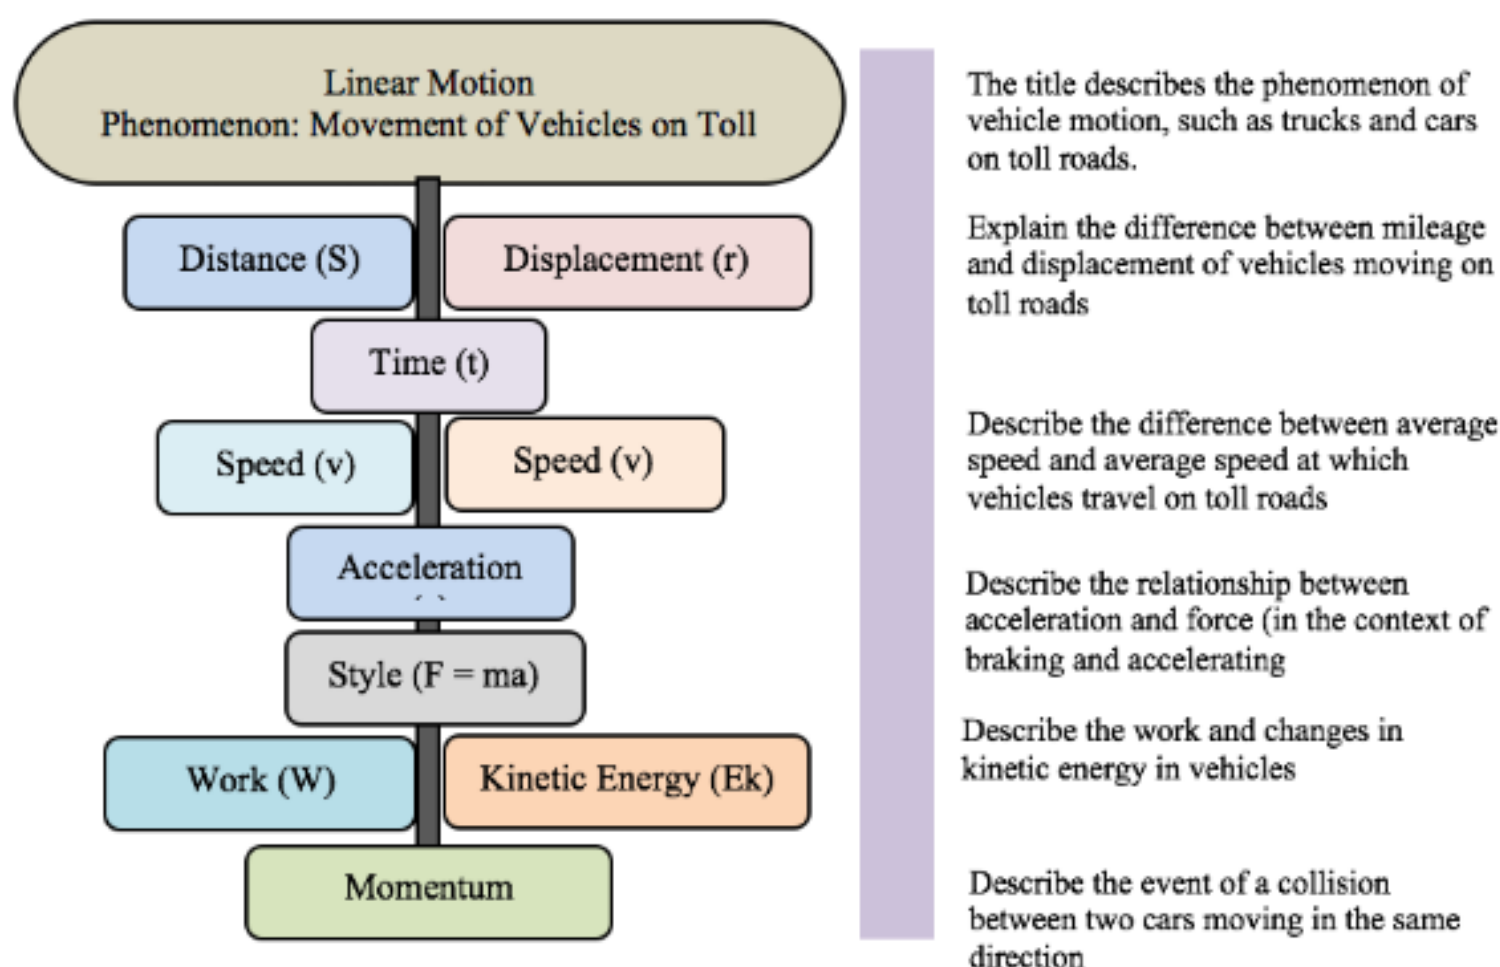 Linear Motion
Phenomenon: Movement of Vehicles on Toll
Distance (S)
Displacement (r)
Time (t)
Speed (v)
Speed (v)
Acceleration
Style (F = ma)
Work (W)
Kinetic Energy (Ek)
Momentum
The title describes the phenomenon of
vehicle motion, such as trucks and cars
on toll roads.
Explain the difference between mileage
and displacement of vehicles moving on
toll roads
Describe the difference between average
speed and average speed at which
vehicles travel on toll roads
Describe the relationship between
acceleration and force (in the context of
braking and accelerating
Describe the work and changes in
kinetic energy in vehicles
Describe the event of a collision
between two cars moving in the same
direction